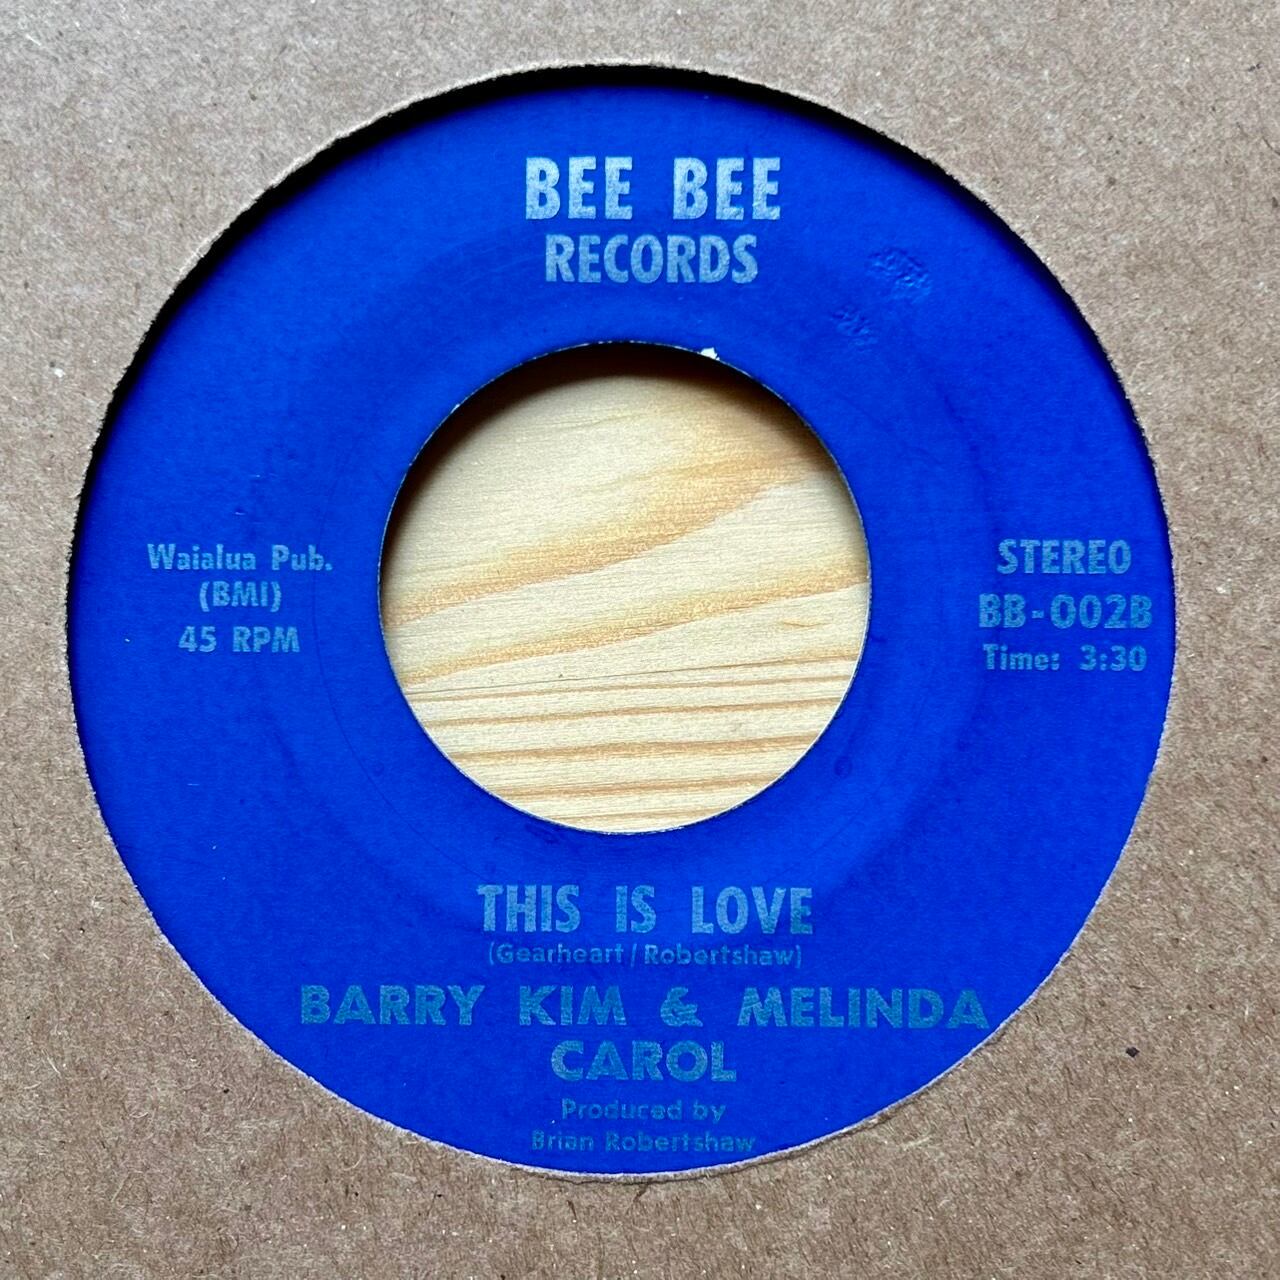 BEE BEE
RECORDS
Waialua Pub.
(BMI)
45 RPM
STEREO
BB-002B
Time: 3:30
THIS IS LOVE
(Gearheart/Robertshaw)
BARRY KIM & MELINDA
CAROL
Produced by
Brian Robertshaw